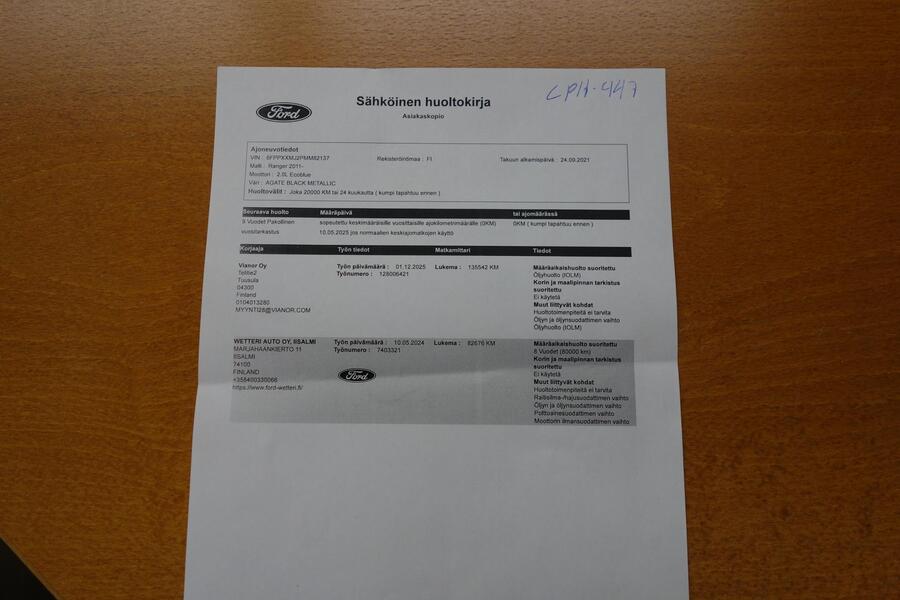 CPH-447
Ford
Sähköinen huoltokirja
Asiakaskopio
Ajoneuvotiedot
VIN : 6FPPXXMJ2PMM82137 Rekisteröintimaa : FI Takuun alkamispäivä : 24.09.2021
Malli : Ranger 2011-
Moottori : 2.0L Ecoblue
Väri : AGATE BLACK METALLIC
Huoltovälit : Joka 20000 KM tai 24 kuukautta ( kumpi tapahtuu ennen )
Seuraava huolto Määräpäivä tai ajomäärässä
9 Vuodet Pakollinen sopeutettu keskimääräisille vuosittaisille ajokilometrimäärälle (0KM) 0KM ( kumpi tapahtuu ennen )
vuositarkastus 10.05.2025 jos normaalien keskiajomatkojen käyttö
Korjaaja Työn tiedot Matkamittari Tiedot
Vianor Oy Työn päivämäärä : 01.12.2025 Lukema : 135542 KM Määräaikaishuolto suoritettu
Teilitie2 Työnumero : 128006421 Öljyhuolto (IOLM)
Tuusula Korin ja maalipinnan tarkistus
04300 suoritettu
Finland Ei käytetä
0104013280 Muut liittyvät kohdat
MYYNTI28@VIANOR.COM Huoltotoimenpiteitä ei tarvita
Öljyn ja öljynsuodattimen vaihto
Öljyhuolto (IOLM)
WETTERI AUTO OY, IISALMI Työn päivämäärä : 10.05.2024 Lukema : 82676 KM Määräaikaishuolto suoritettu
MARJAHAANKIERTO 11 Työnumero : 7403321 8 Vuodet (80000 km)
IISALMI Korin ja maalipinnan tarkistus
74100 suoritettu
FINLAND Ford Ei käytetä
+358400330066 Muut liittyvät kohdat
https://www.ford-wetteri.fi/ Huoltotoimenpiteitä ei tarvita
Raitisilma-/hajusuodattimen vaihto
Öljyn ja öljynsuodattimen vaihto
Polttoainesuodattimen vaihto
Moottorin ilmansuodattimen vaihto